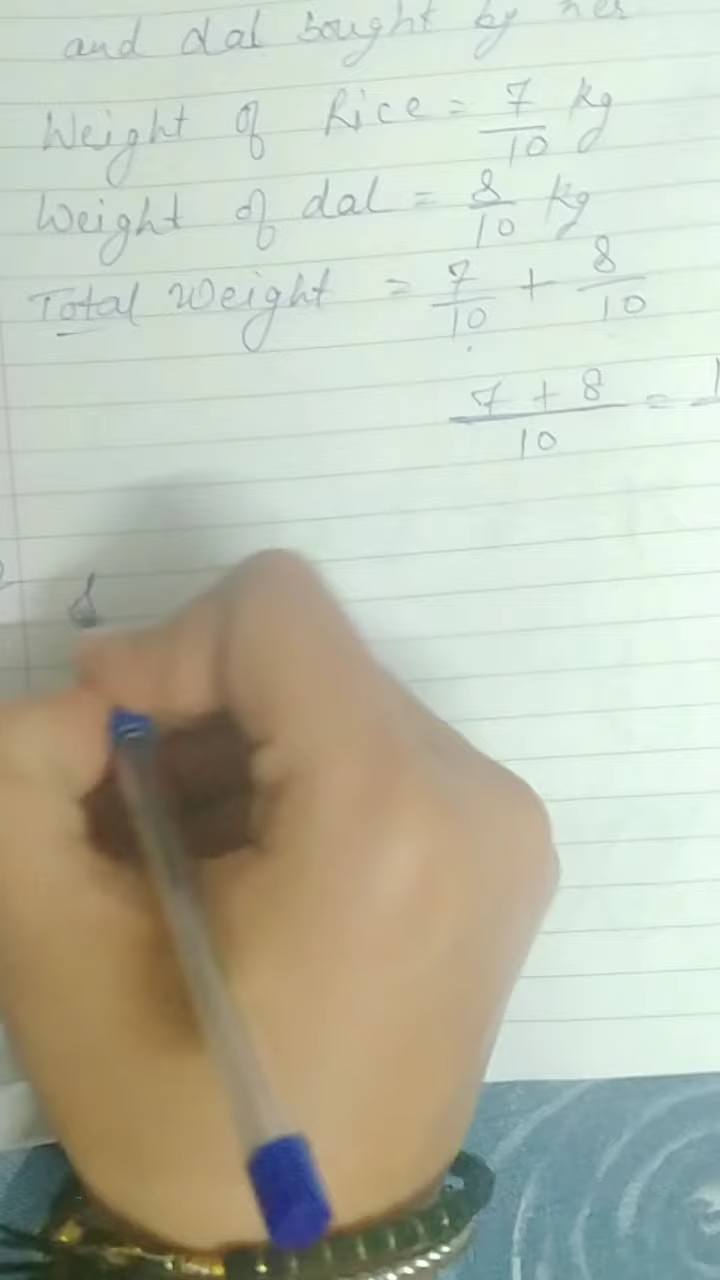 and dal bought by her
Weight of Rice = 7/10 kg
Weight of dal = 8/10 kg
Total Weight = 7/10 + 8/10
7 + 8/10 =